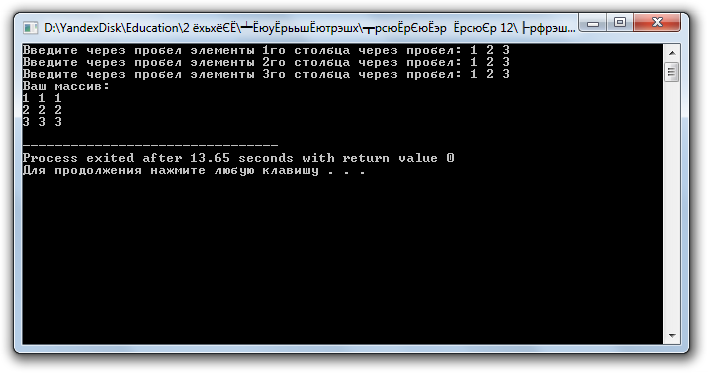 D:\YandexDisk\Education\2 ёхьхёЄЁ\┴ЁюуЁрььшЁютрэшх\┬рсюЁрЄюЁэр  Ёрсюєр 12\├рфрэш...
Введите через пробел элементы 1го столбца через пробел: 1 2 3
Введите через пробел элементы 2го столбца через пробел: 1 2 3
Введите через пробел элементы 3го столбца через пробел: 1 2 3
Ваш массив:
1 1 1
2 2 2
3 3 3
--------------------------------
Process exited after 13.65 seconds with return value 0
Для продолжения нажмите любую клавишу . . .